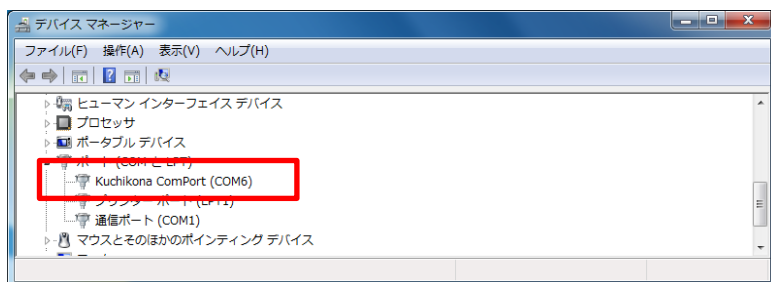 デバイス マネージャー
ファイル(F) 操作(A) 表示(V) ヘルプ(H)
ヒューマン インターフェイス デバイス
プロセッサ
ポータブル デバイス
ポート (COM と LPT)
Kuchikona ComPort (COM6)
プリンター ポート (LPT1)
通信ポート (COM1)
マウスとそのほかのポインティング デバイス